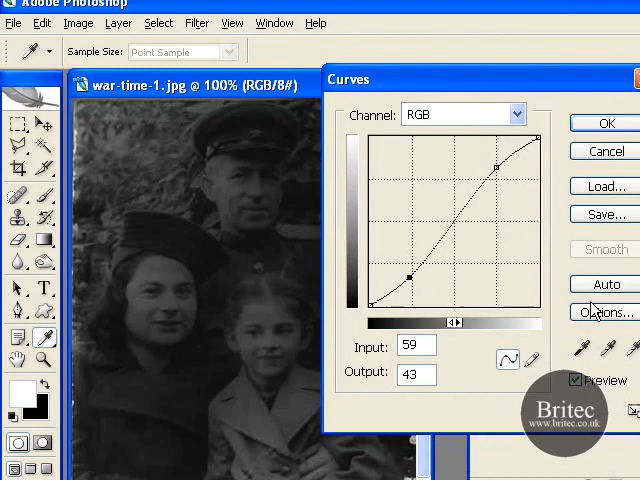 Adobe Photoshop
File Edit Image Layer Select Filter View Window Help
Sample Size: Point Sample
war-time-1.jpg @ 100% (RGB/8#)
Curves
Channel: RGB
OK
Cancel
Load...
Save...
Smooth
Auto
Options...
Input: 59
Output: 43
Preview
T
Britec
www.britec.co.uk